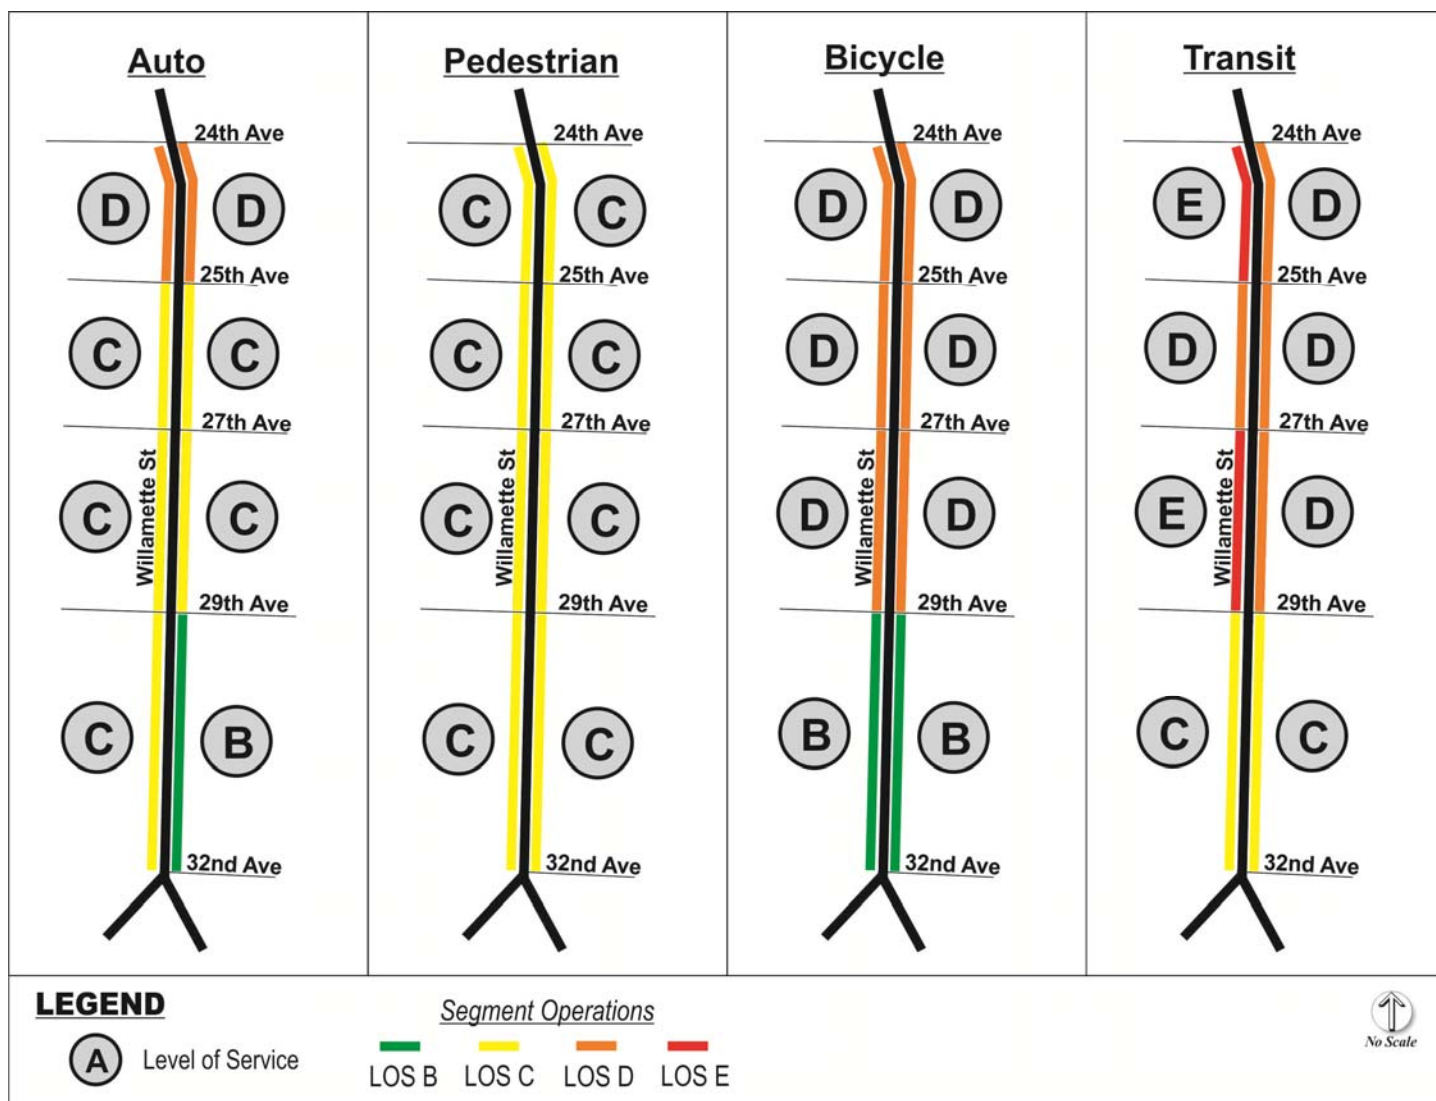 Auto
24th Ave
D
D
25th Ave
C
C
27th Ave
Willamette St
C
C
29th Ave
C
B
32nd Ave
Pedestrian
24th Ave
C
C
25th Ave
C
C
27th Ave
Willamette St
C
C
29th Ave
C
C
32nd Ave
Bicycle
24th Ave
D
D
25th Ave
D
D
27th Ave
Willamette St
D
D
29th Ave
B
B
32nd Ave
Transit
24th Ave
E
D
25th Ave
D
D
27th Ave
Willamette St
E
D
29th Ave
C
C
32nd Ave
LEGEND
A
Level of Service
Segment Operations
LOS B
LOS C
LOS D
LOS E
No Scale